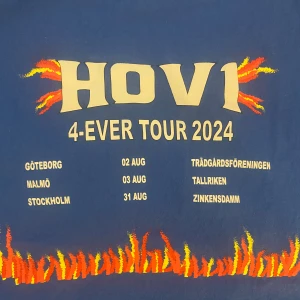 HOV1
4-EVER TOUR 2024
GÖTEBORG 02 AUG TRÄDGÅRDSFÖRENINGEN
MALMÖ 03 AUG TALLRIKEN
STOCKHOLM 31 AUG ZINKENSDAMM